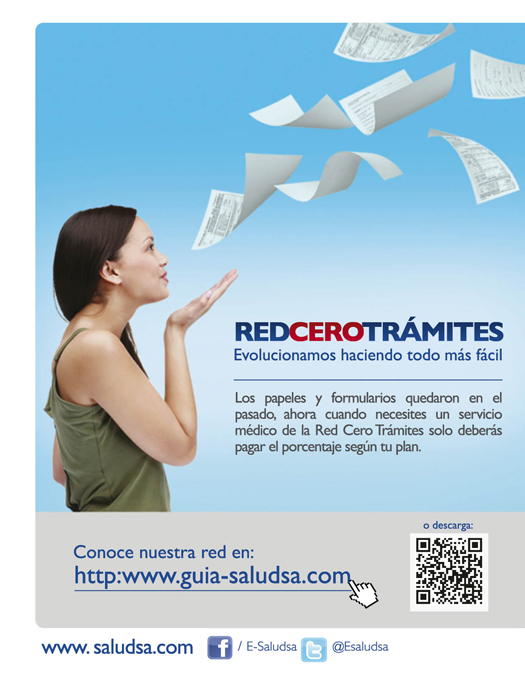 REDCEROTRÁMITES
Evolucionamos haciendo todo más fácil
Los papeles y formularios quedaron en el
pasado, ahora cuando necesites un servicio
médico de la Red Cero Trámites solo deberás
pagar el porcentaje según tu plan.
o descarga:
Conoce nuestra red en:
http:www.guia-saludsa.com
www. saludsa.com
/ E-Saludsa
@Esaludsa